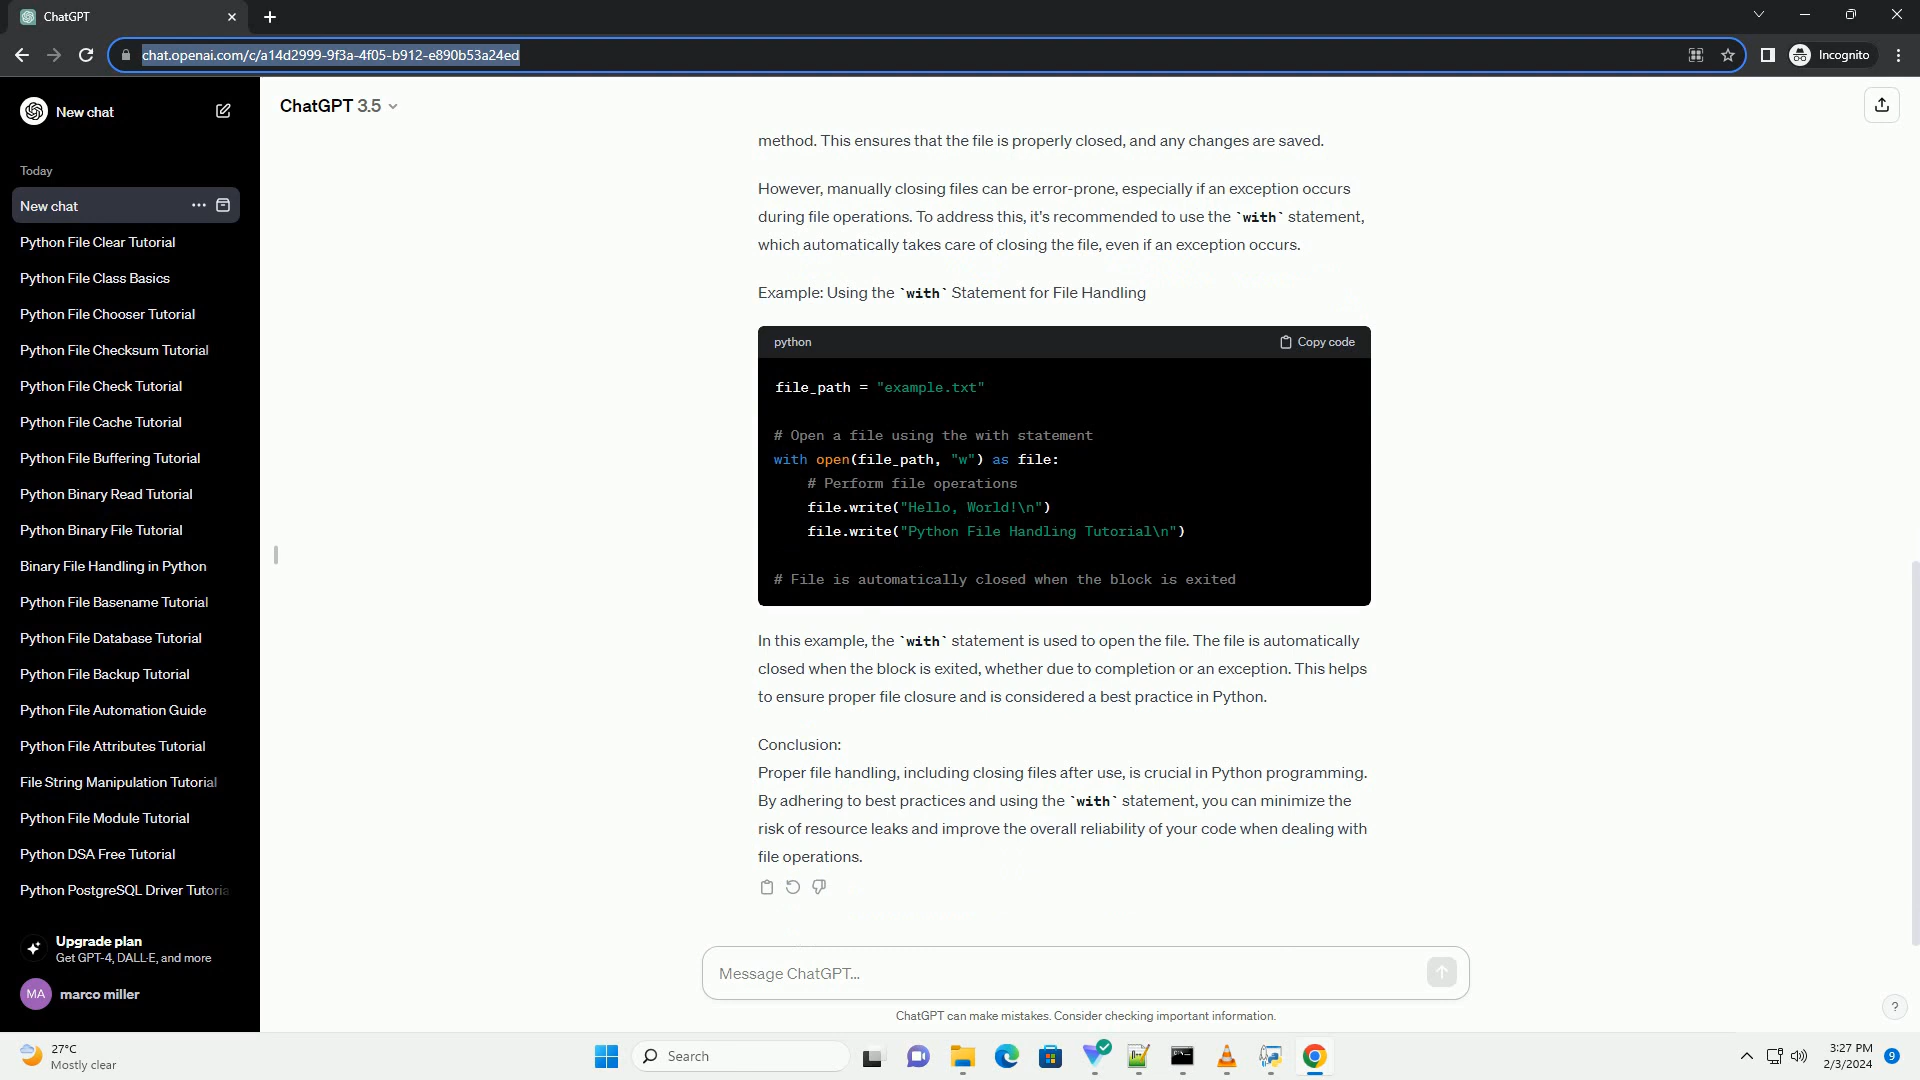 ChatGPT
chat.openai.com/c/a14d2999-9f3a-4f05-b912-e890b53a24ed
Incognito
New chat
Today
New chat
Python File Clear Tutorial
Python File Class Basics
Python File Chooser Tutorial
Python File Checksum Tutorial
Python File Check Tutorial
Python File Cache Tutorial
Python File Buffering Tutorial
Python Binary Read Tutorial
Python Binary File Tutorial
Binary File Handling in Python
Python File Basename Tutorial
Python File Database Tutorial
Python File Backup Tutorial
Python File Automation Guide
Python File Attributes Tutorial
File String Manipulation Tutorial
Python File Module Tutorial
Python DSA Free Tutorial
Python PostgreSQL Driver Tutoria
Upgrade plan
Get GPT-4, DALL·E, and more
MA marco miller
ChatGPT 3.5
method. This ensures that the file is properly closed, and any changes are saved.
However, manually closing files can be error-prone, especially if an exception occurs
during file operations. To address this, it's recommended to use the `with` statement,
which automatically takes care of closing the file, even if an exception occurs.
Example: Using the `with` Statement for File Handling
python Copy code
file_path = "example.txt"
# Open a file using the with statement
with open(file_path, "w") as file:
# Perform file operations
file.write("Hello, World!\n")
file.write("Python File Handling Tutorial\n")
# File is automatically closed when the block is exited
In this example, the `with` statement is used to open the file. The file is automatically
closed when the block is exited, whether due to completion or an exception. This helps
to ensure proper file closure and is considered a best practice in Python.
Conclusion:
Proper file handling, including closing files after use, is crucial in Python programming.
By adhering to best practices and using the `with` statement, you can minimize the
risk of resource leaks and improve the overall reliability of your code when dealing with
file operations.
Message ChatGPT...
ChatGPT can make mistakes. Consider checking important information.
?
27°C
Mostly clear
Search
3:27 PM
2/3/2024
9